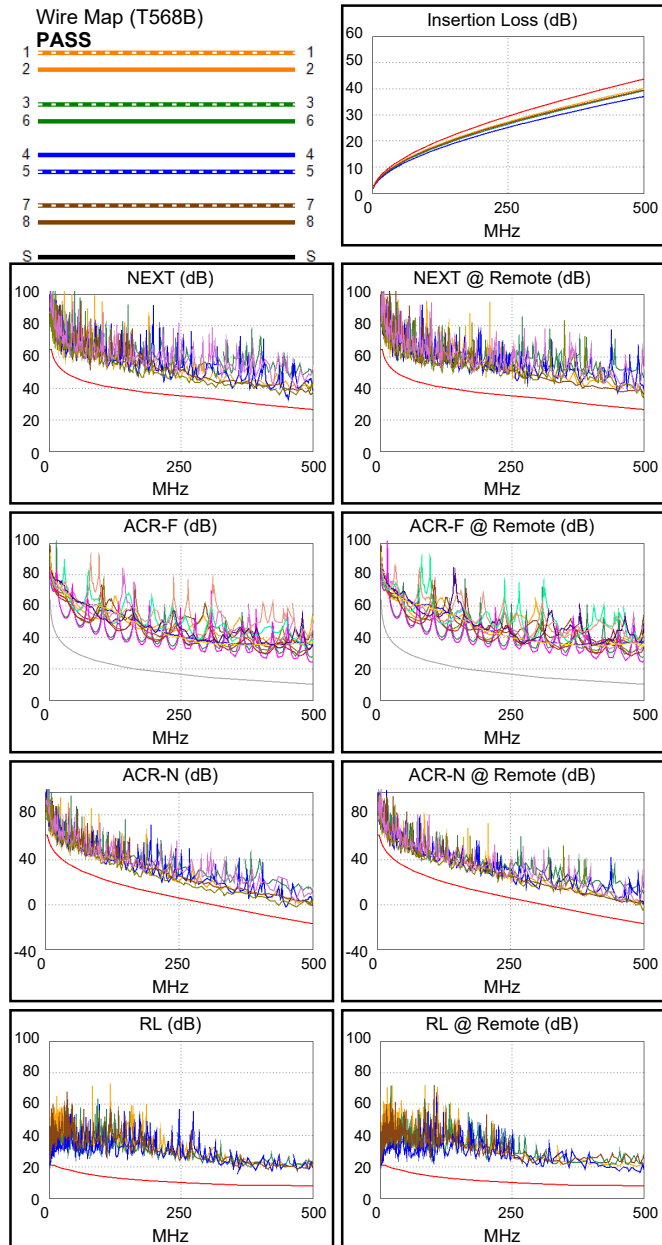 Wire Map (T568B)
PASS
1 1
2 2
3 3
6 6
4 4
5 5
7 7
8 8
S S
Insertion Loss (dB)
60
50
40
30
20
10
0
0 250 500
MHz
NEXT (dB)
100
80
60
40
20
0
0 250 500
MHz
NEXT @ Remote (dB)
100
80
60
40
20
0
0 250 500
MHz
ACR-F (dB)
100
80
60
40
20
0
0 250 500
MHz
ACR-F @ Remote (dB)
100
80
60
40
20
0
0 250 500
MHz
ACR-N (dB)
80
40
0
-40
0 250 500
MHz
ACR-N @ Remote (dB)
80
40
0
-40
0 250 500
MHz
RL (dB)
100
80
60
40
20
0
0 250 500
MHz
RL @ Remote (dB)
100
80
60
40
20
0
0 250 500
MHz